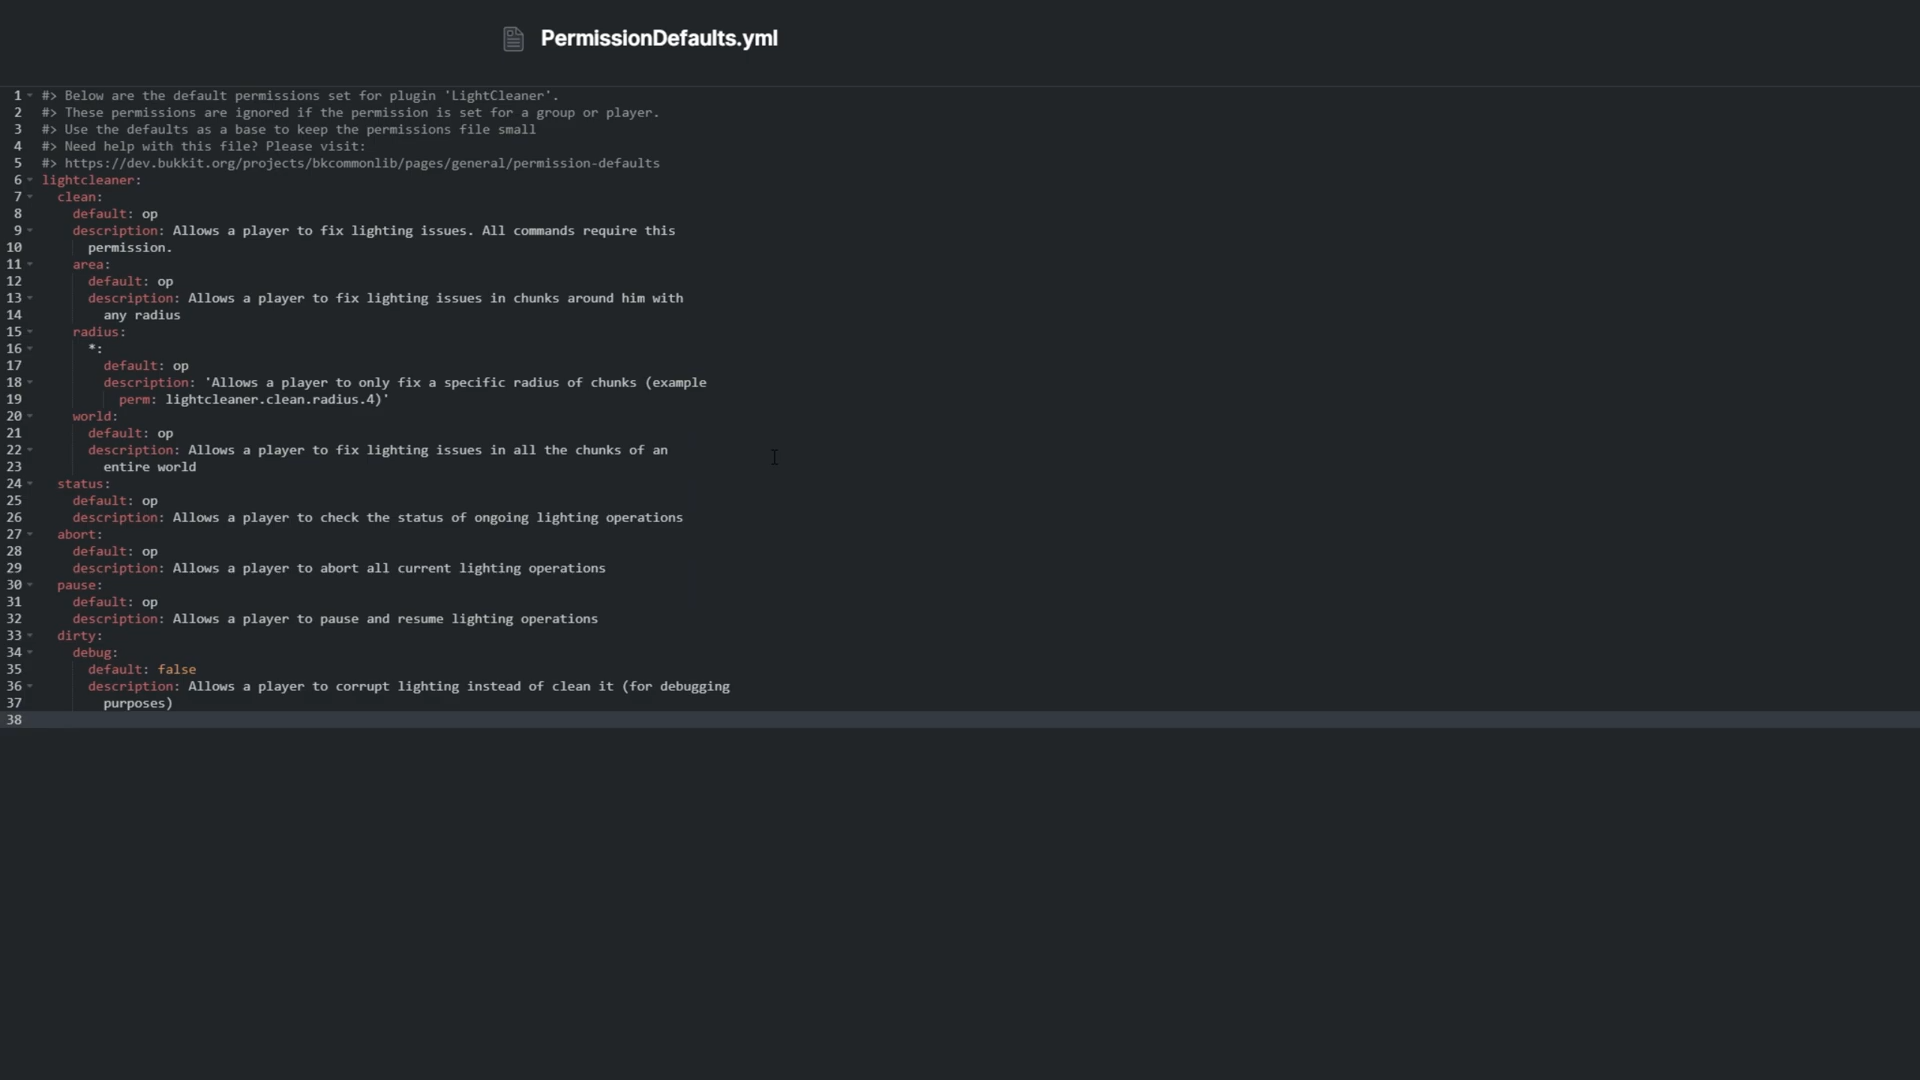 PermissionDefaults.yml
1 #> Below are the default permissions set for plugin 'LightCleaner'.
2 #> These permissions are ignored if the permission is set for a group or player.
3 #> Use the defaults as a base to keep the permissions file small
4 #> Need help with this file? Please visit:
5 #> https://dev.bukkit.org/projects/bkcommonlib/pages/general/permission-defaults
6 lightcleaner:
7   clean:
8     default: op
9     description: Allows a player to fix lighting issues. All commands require this
10       permission.
11     area:
12       default: op
13       description: Allows a player to fix lighting issues in chunks around him with
14         any radius
15     radius:
16       *:
17         default: op
18         description: 'Allows a player to only fix a specific radius of chunks (example
19           perm: lightcleaner.clean.radius.4)'
20     world:
21       default: op
22       description: Allows a player to fix lighting issues in all the chunks of an
23         entire world
24   status:
25     default: op
26     description: Allows a player to check the status of ongoing lighting operations
27   abort:
28     default: op
29     description: Allows a player to abort all current lighting operations
30   pause:
31     default: op
32     description: Allows a player to pause and resume lighting operations
33   dirty:
34     debug:
35       default: false
36       description: Allows a player to corrupt lighting instead of clean it (for debugging
37         purposes)
38